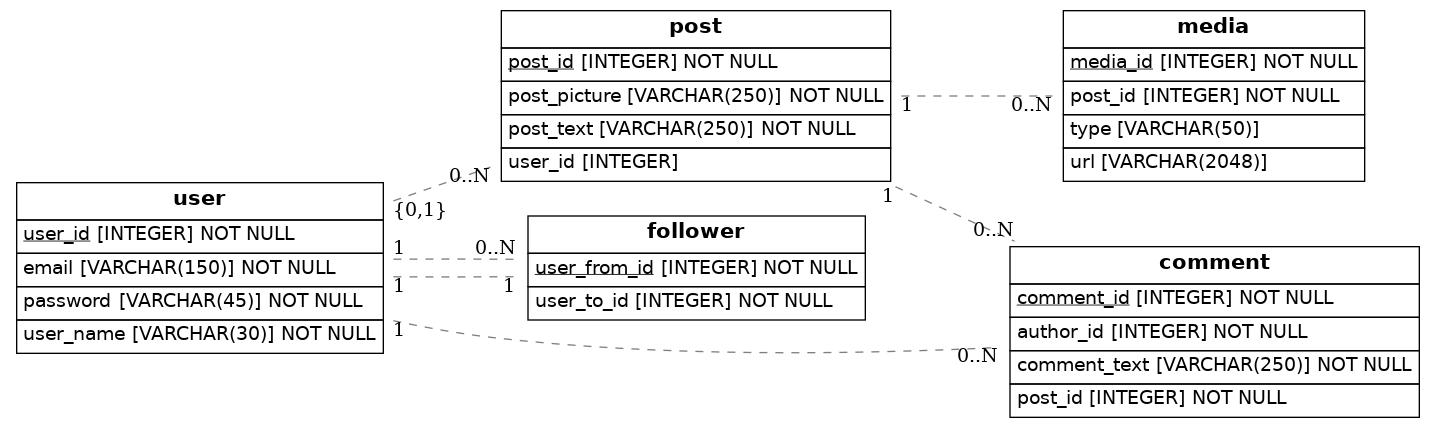 post
post_id [INTEGER] NOT NULL
post_picture [VARCHAR(250)] NOT NULL
post_text [VARCHAR(250)] NOT NULL
user_id [INTEGER]
media
media_id [INTEGER] NOT NULL
post_id [INTEGER] NOT NULL
type [VARCHAR(50)]
url [VARCHAR(2048)]
1
0..N
0..N
{0,1}
user
user_id [INTEGER] NOT NULL
email [VARCHAR(150)] NOT NULL
password [VARCHAR(45)] NOT NULL
user_name [VARCHAR(30)] NOT NULL
1
0..N
1
1
follower
user_from_id [INTEGER] NOT NULL
user_to_id [INTEGER] NOT NULL
1
0..N
1
0..N
comment
comment_id [INTEGER] NOT NULL
author_id [INTEGER] NOT NULL
comment_text [VARCHAR(250)] NOT NULL
post_id [INTEGER] NOT NULL